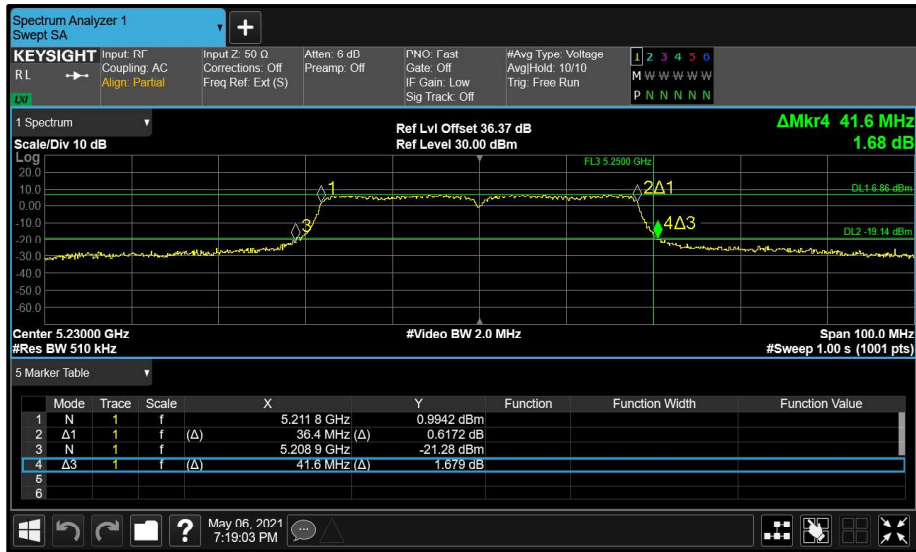 Spectrum Analyzer 1
Swept SA
+
KEYSIGHT
RL
LXI
Input: RF
Coupling: AC
Align: Partial
Input Z: 50 Ω
Corrections: Off
Freq Ref: Ext (S)
Atten: 6 dB
Preamp: Off
PNO: Fast
Gate: Off
IF Gain: Low
Sig Track: Off
#Avg Type: Voltage
Avg|Hold: 10/10
Trig: Free Run
1 2 3 4 5 6
M W W W W W
P N N N N N
1 Spectrum
Scale/Div 10 dB
Ref Lvl Offset 36.37 dB
Ref Level 30.00 dBm
ΔMkr4 41.6 MHz
1.68 dB
Log
FL3 5.2500 GHz
20.0
10.0
0.00
-10.0
-20.0
-30.0
-40.0
-50.0
-60.0
1
2Δ1
3
4Δ3
DL1 6.86 dBm
DL2 -19.14 dBm
Center 5.23000 GHz
#Video BW 2.0 MHz
Span 100.0 MHz
#Res BW 510 kHz
#Sweep 1.00 s (1001 pts)
5 Marker Table
Mode Trace Scale X Y Function Function Width Function Value
1 N 1 f 5.211 8 GHz 0.9942 dBm
2 Δ1 1 f (Δ) 36.4 MHz (Δ) 0.6172 dB
3 N 1 f 5.208 9 GHz -21.28 dBm
4 Δ3 1 f (Δ) 41.6 MHz (Δ) 1.679 dB
5
6
?
May 06, 2021
7:19:03 PM